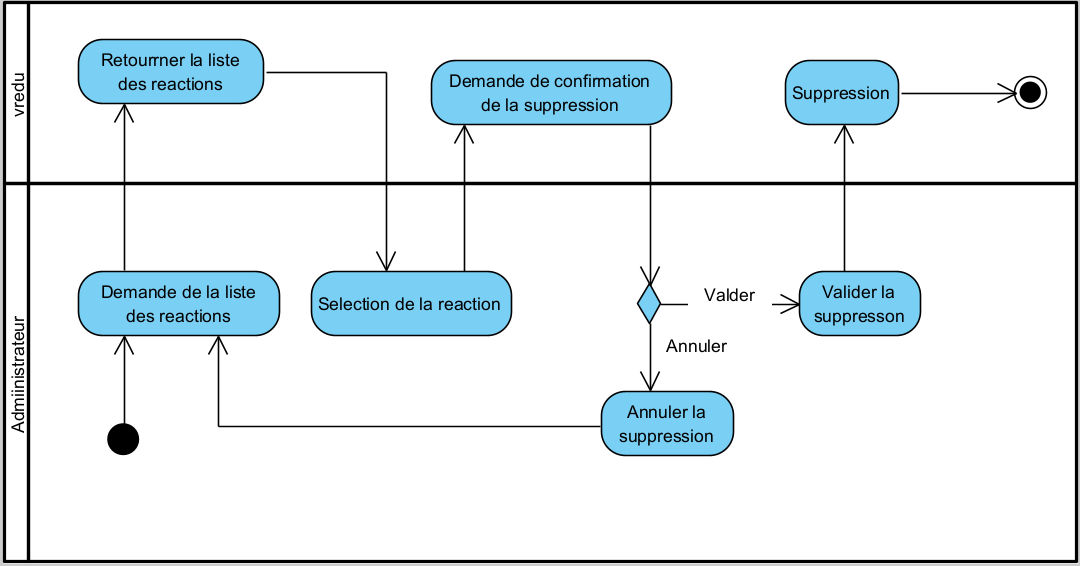 vredu
Retourrner la liste
des reactions
Demande de confirmation
de la suppression
Suppression
Admiinistrateur
Demande de la liste
des reactions
Selection de la reaction
Valder
Valider la
suppresson
Annuler
Annuler la
suppression